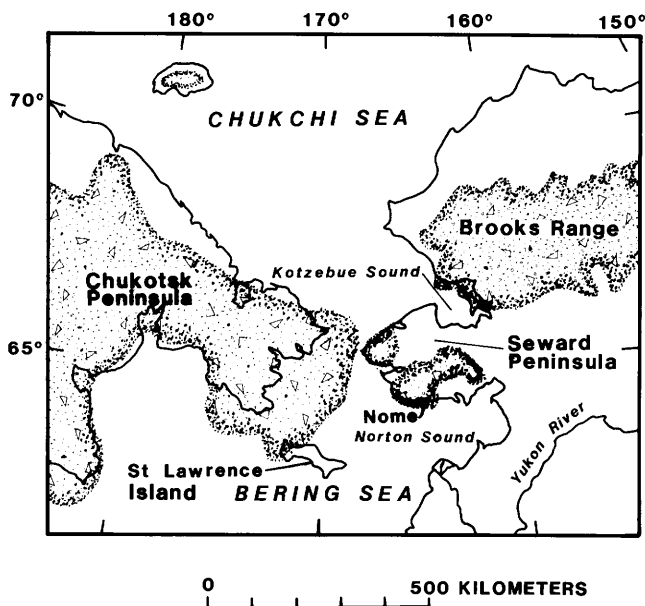 180° 170° 160° 150°
70°
CHUKCHI SEA
Brooks Range
Kotzebue Sound
Chukotsk
Peninsula
65°
Seward
Peninsula
Nome
Norton Sound
Yukon River
St Lawrence
Island
BERING SEA
0 500 KILOMETERS